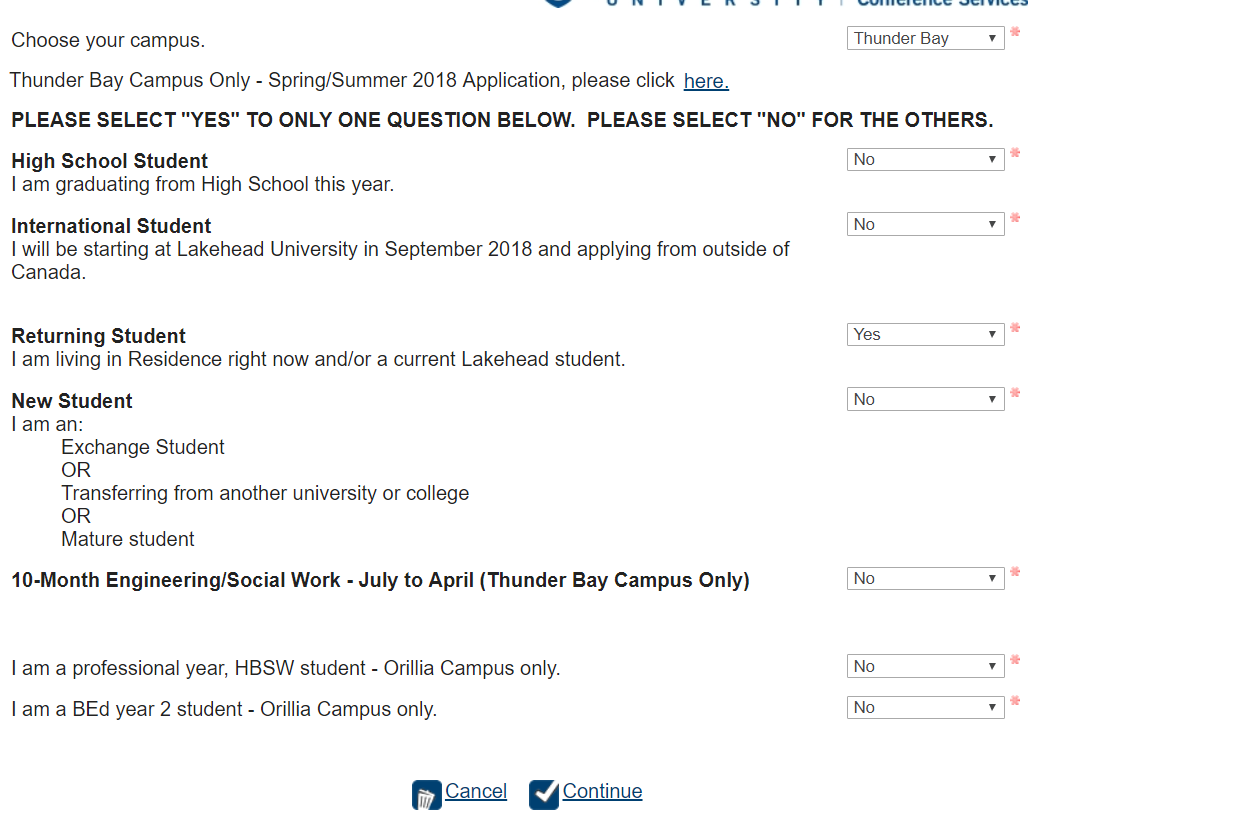 UNIVERSITY | Conference Services
Choose your campus. Thunder Bay *
Thunder Bay Campus Only - Spring/Summer 2018 Application, please click here.
PLEASE SELECT "YES" TO ONLY ONE QUESTION BELOW. PLEASE SELECT "NO" FOR THE OTHERS.
High School Student No *
I am graduating from High School this year.
International Student No *
I will be starting at Lakehead University in September 2018 and applying from outside of
Canada.
Returning Student Yes *
I am living in Residence right now and/or a current Lakehead student.
New Student No *
I am an:
Exchange Student
OR
Transferring from another university or college
OR
Mature student
10-Month Engineering/Social Work - July to April (Thunder Bay Campus Only) No *
I am a professional year, HBSW student - Orillia Campus only. No *
I am a BEd year 2 student - Orillia Campus only. No *
Cancel Continue